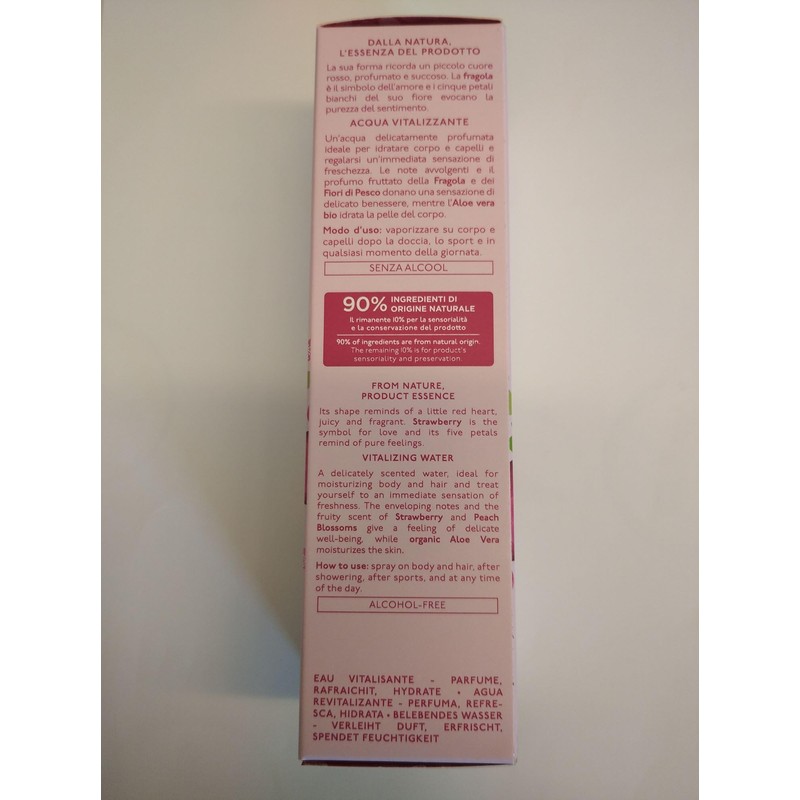 DALLA NATURA,
L'ESSENZA DEL PRODOTTO
La sua forma ricorda un piccolo cuore
rosso, profumato e succoso. La fragola
è il simbolo dell'amore e i cinque petali
bianchi del suo fiore evocano la
purezza del sentimento.
ACQUA VITALIZZANTE
Un'acqua delicatamente profumata
ideale per idratare corpo e capelli e
regalarsi un'immediata sensazione di
freschezza. Le note avvolgenti e il
profumo fruttato della Fragola e dei
Fiori di Pesco donano una sensazione di
delicato benessere, mentre l'Aloe vera
bio idrata la pelle del corpo.
Modo d'uso: vaporizzare su corpo e
capelli dopo la doccia, lo sport e in
qualsiasi momento della giornata.
SENZA ALCOOL
90% INGREDIENTI DI
ORIGINE NATURALE
Il rimanente 10% per la sensorialità
e la conservazione del prodotto
90% of ingredients are from natural origin.
The remaining 10% is for product's
sensoriality and preservation.
FROM NATURE,
PRODUCT ESSENCE
Its shape reminds of a little red heart,
juicy and fragrant. Strawberry is the
symbol for love and its five petals
remind of pure feelings.
VITALIZING WATER
A delicately scented water, ideal for
moisturizing body and hair and treat
yourself to an immediate sensation of
freshness. The enveloping notes and the
fruity scent of Strawberry and Peach
Blossoms give a feeling of delicate
well-being, while organic Aloe Vera
moisturizes the skin.
How to use: spray on body and hair, after
showering, after sports, and at any time
of the day.
ALCOHOL-FREE
EAU VITALISANTE - PARFUME,
RAFRAICHIT, HYDRATE • AGUA
REVITALIZANTE - PERFUMA, REFRE-
SCA, HIDRATA • BELEBENDES WASSER
- VERLEIHT DUFT, ERFRISCHT,
SPENDET FEUCHTIGKEIT